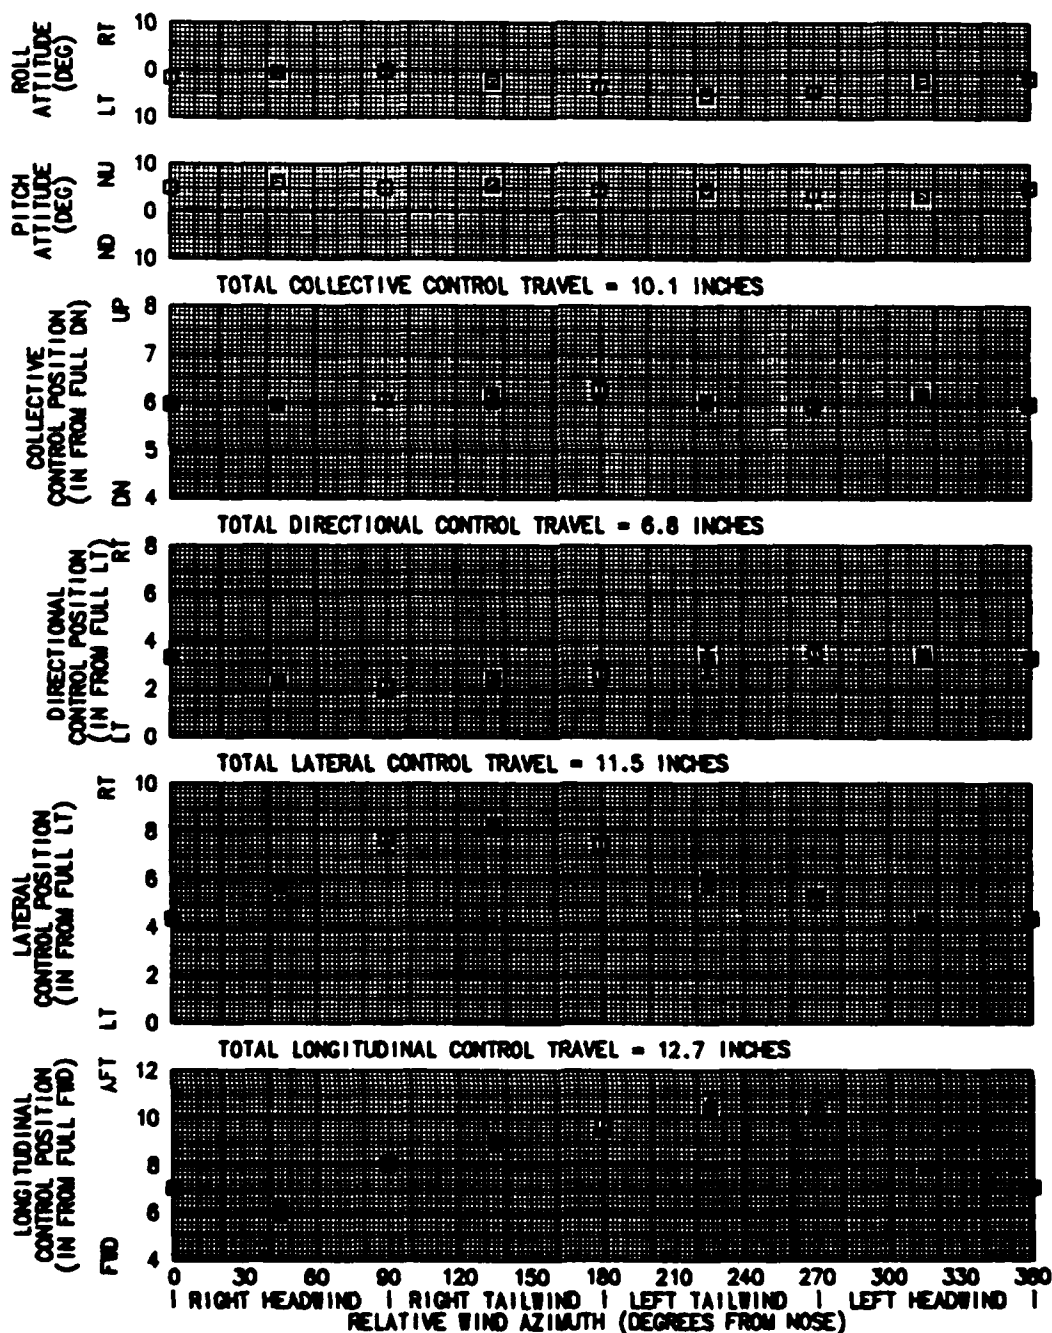 ROLL
ATTITUDE
(DEG)
LT RT
10
0
10
PITCH
ATTITUDE
(DEG)
ND NU
10
0
10
TOTAL COLLECTIVE CONTROL TRAVEL = 10.1 INCHES
COLLECTIVE
CONTROL POSITION
(IN FROM FULL DN)
DN UP
8
7
6
5
4
TOTAL DIRECTIONAL CONTROL TRAVEL = 6.8 INCHES
DIRECTIONAL
CONTROL POSITION
(IN FROM FULL LT)
LT RT
8
6
4
2
0
TOTAL LATERAL CONTROL TRAVEL = 11.5 INCHES
LATERAL
CONTROL POSITION
(IN FROM FULL LT)
LT RT
10
8
6
4
2
0
TOTAL LONGITUDINAL CONTROL TRAVEL = 12.7 INCHES
LONGITUDINAL
CONTROL POSITION
(IN FROM FULL FWD)
FWD AFT
12
10
8
6
4
0 30 60 90 120 150 180 210 240 270 300 330 360
| RIGHT HEADWIND | RIGHT TAILWIND | LEFT TAILWIND | LEFT HEADWIND |
RELATIVE WIND AZIMUTH (DEGREES FROM NOSE)